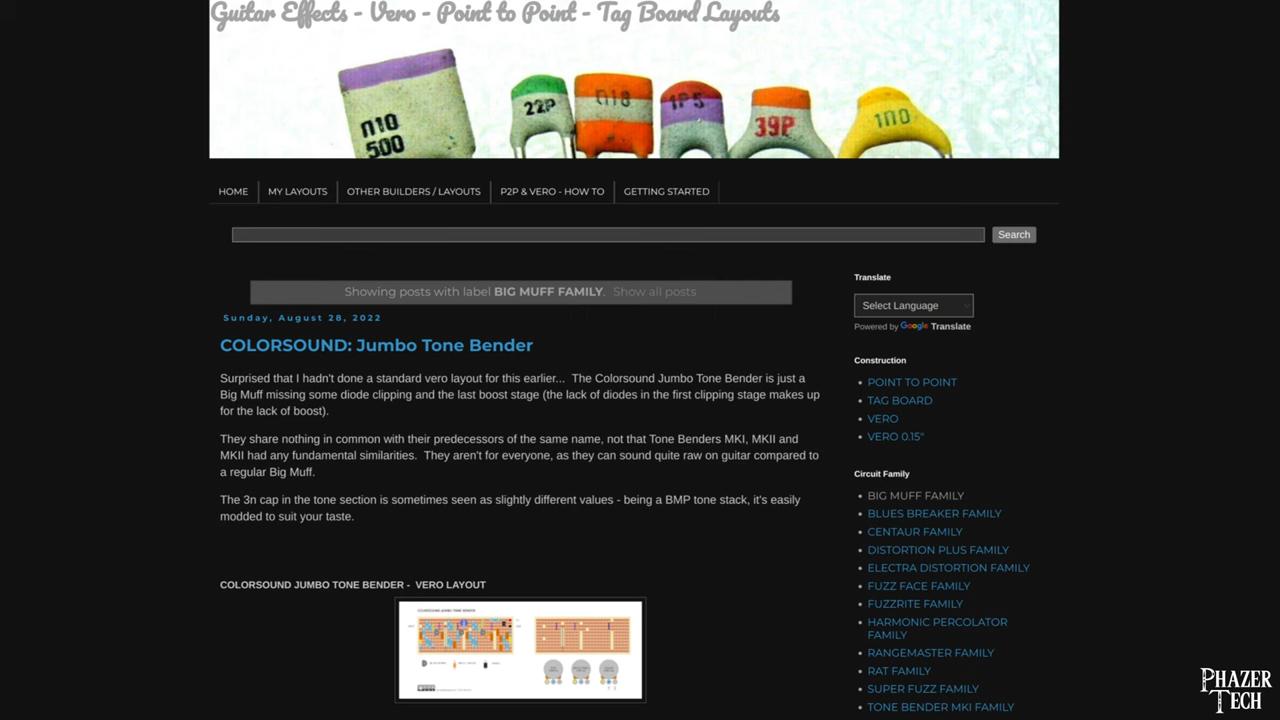 Guitar Effects - Vero - Point to Point - Tag Board Layouts
n10
500
22P
n18
1P5
39P
1n0
HOME
MY LAYOUTS
OTHER BUILDERS / LAYOUTS
P2P & VERO - HOW TO
GETTING STARTED
Search
Showing posts with label BIG MUFF FAMILY. Show all posts
Sunday, August 28, 2022
COLORSOUND: Jumbo Tone Bender
Surprised that I hadn't done a standard vero layout for this earlier... The Colorsound Jumbo Tone Bender is just a
Big Muff missing some diode clipping and the last boost stage (the lack of diodes in the first clipping stage makes up
for the lack of boost).
They share nothing in common with their predecessors of the same name, not that Tone Benders MKI, MKII and
MKII had any fundamental similarities. They aren't for everyone, as they can sound quite raw on guitar compared to
a regular Big Muff.
The 3n cap in the tone section is sometimes seen as slightly different values - being a BMP tone stack, it's easily
modded to suit your taste.
COLORSOUND JUMBO TONE BENDER - VERO LAYOUT
COLORSOUND JUMBO TONE BENDER
Translate
Select Language
Powered by Google Translate
Construction
POINT TO POINT
TAG BOARD
VERO
VERO 0.15"
Circuit Family
BIG MUFF FAMILY
BLUES BREAKER FAMILY
CENTAUR FAMILY
DISTORTION PLUS FAMILY
ELECTRA DISTORTION FAMILY
FUZZ FACE FAMILY
FUZZRITE FAMILY
HARMONIC PERCOLATOR
FAMILY
RANGEMASTER FAMILY
RAT FAMILY
SUPER FUZZ FAMILY
TONE BENDER MKI FAMILY
PHAZER
TECH